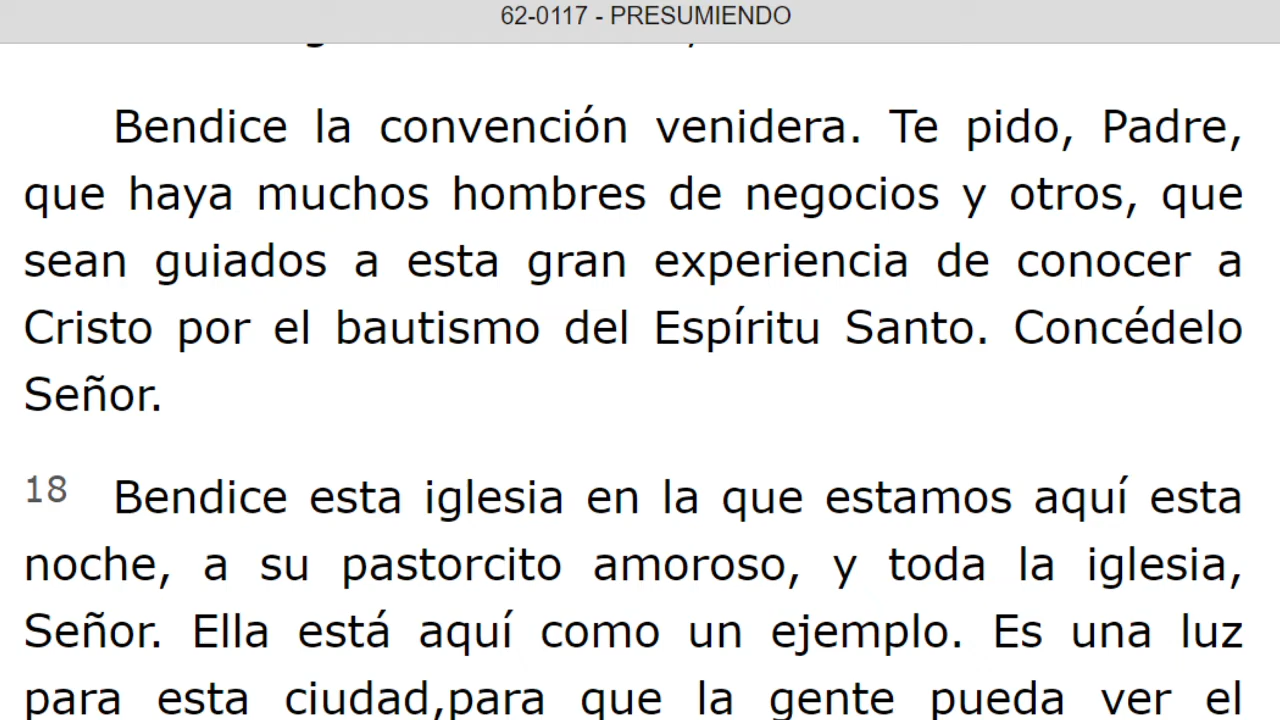 62-0117 - PRESUMIENDO
Bendice la convención venidera. Te pido, Padre,
que haya muchos hombres de negocios y otros, que
sean guiados a esta gran experiencia de conocer a
Cristo por el bautismo del Espíritu Santo. Concédelo
Señor.
18 Bendice esta iglesia en la que estamos aquí esta
noche, a su pastorcito amoroso, y toda la iglesia,
Señor. Ella está aquí como un ejemplo. Es una luz
para esta ciudad,para que la gente pueda ver el